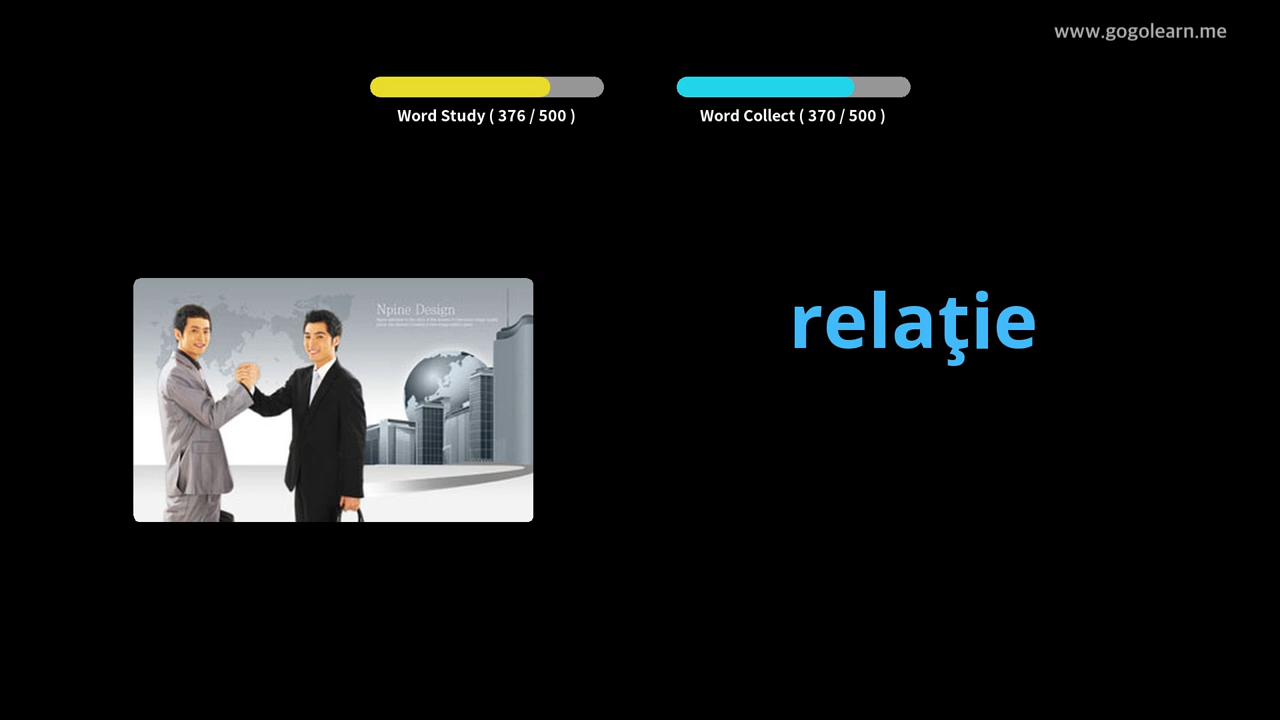 www.gogolearn.me
Word Study ( 376 / 500 )
Word Collect ( 370 / 500 )
Npine Design
relaţie